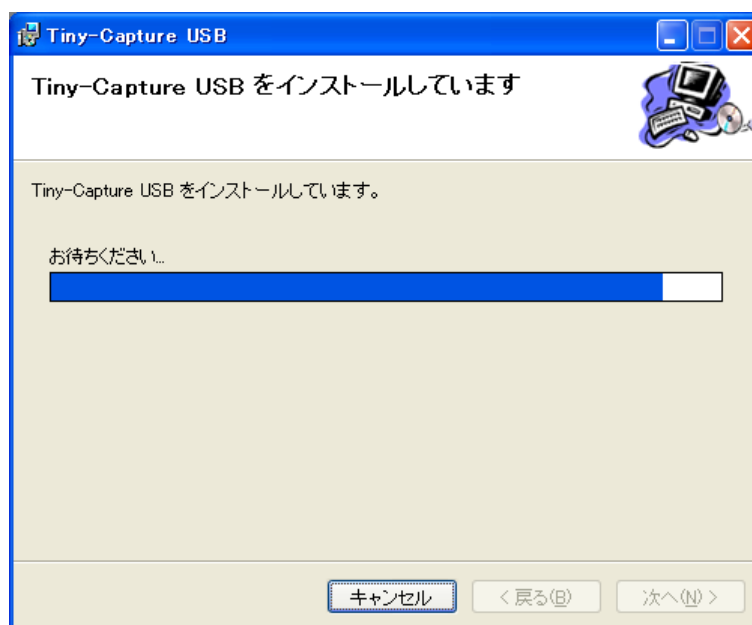 Tiny-Capture USB
Tiny-Capture USB をインストールしています
Tiny-Capture USB をインストールしています。
お待ちください...
キャンセル
< 戻る(B)
次へ(N) >